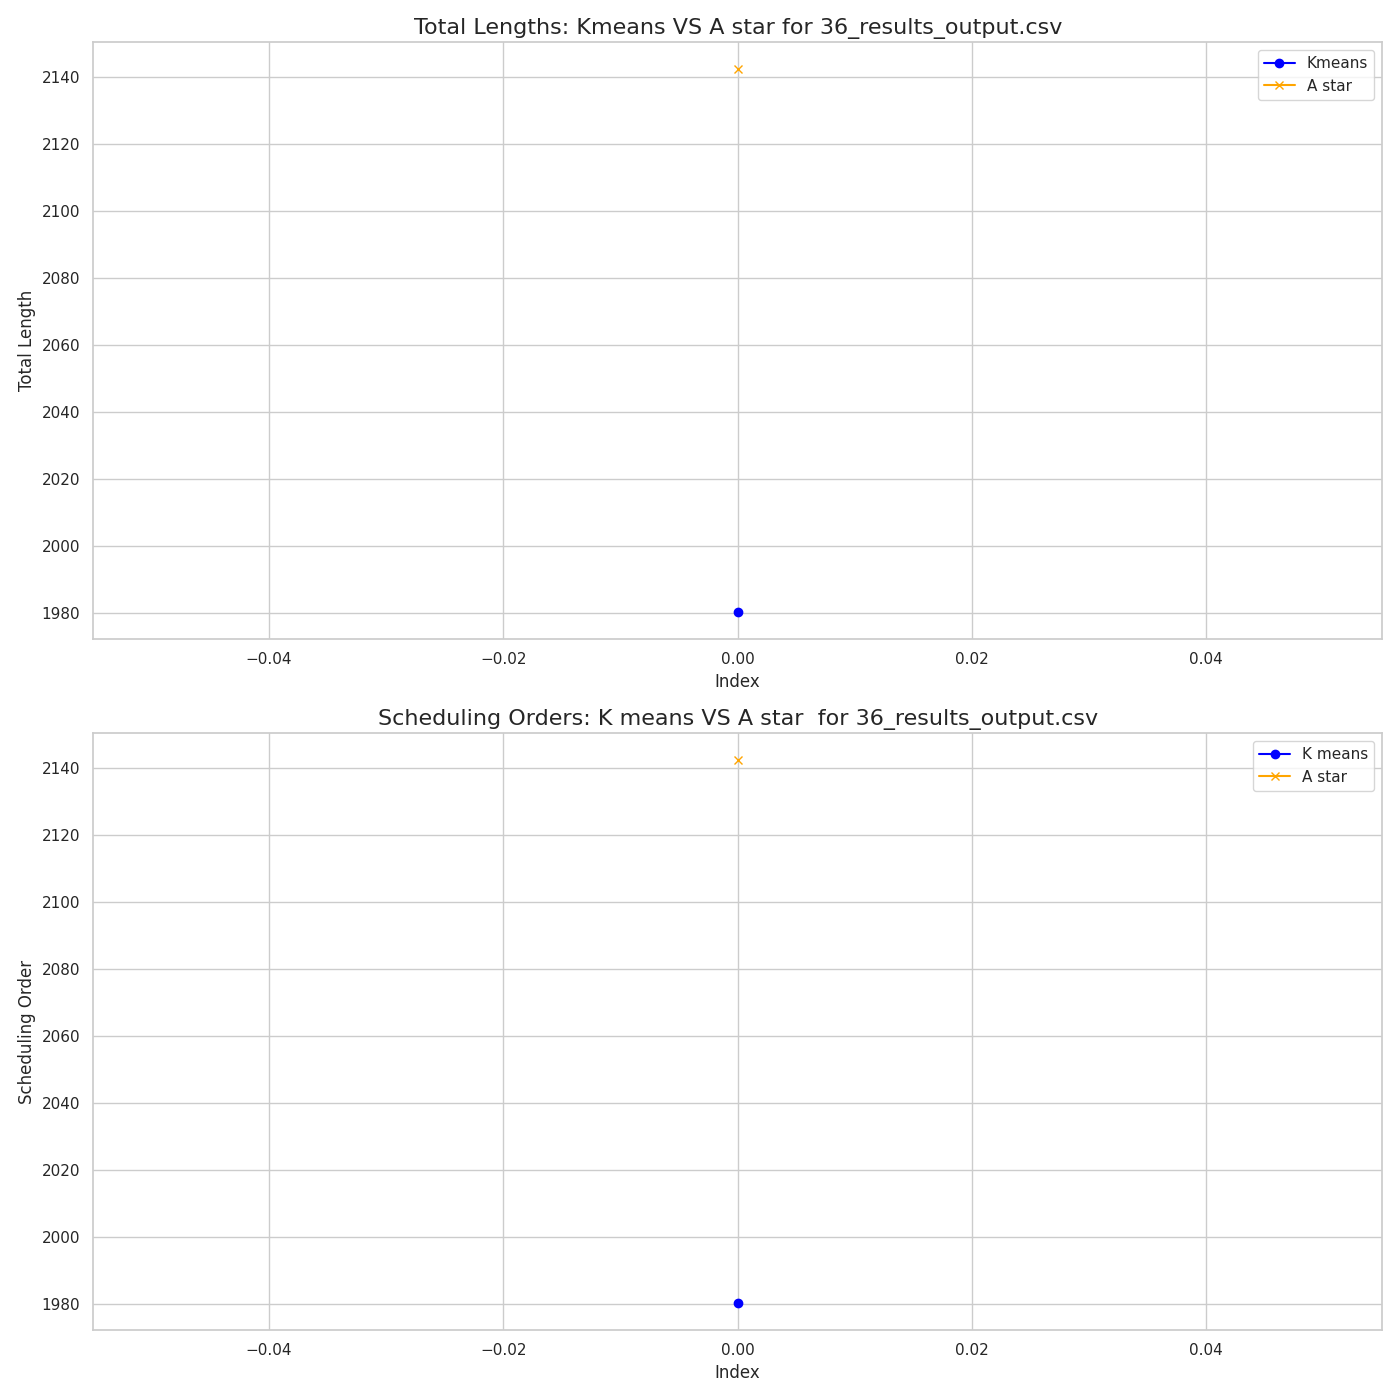 Total Lengths: Kmeans VS A star for 36_results_output.csv
Kmeans
A star
2140
2120
2100
2080
2060
2040
2020
2000
1980
Total Length
−0.04
−0.02
0.00
0.02
0.04
Index
Scheduling Orders: K means VS A star  for 36_results_output.csv
K means
A star
2140
2120
2100
2080
2060
2040
2020
2000
1980
Scheduling Order
−0.04
−0.02
0.00
0.02
0.04
Index